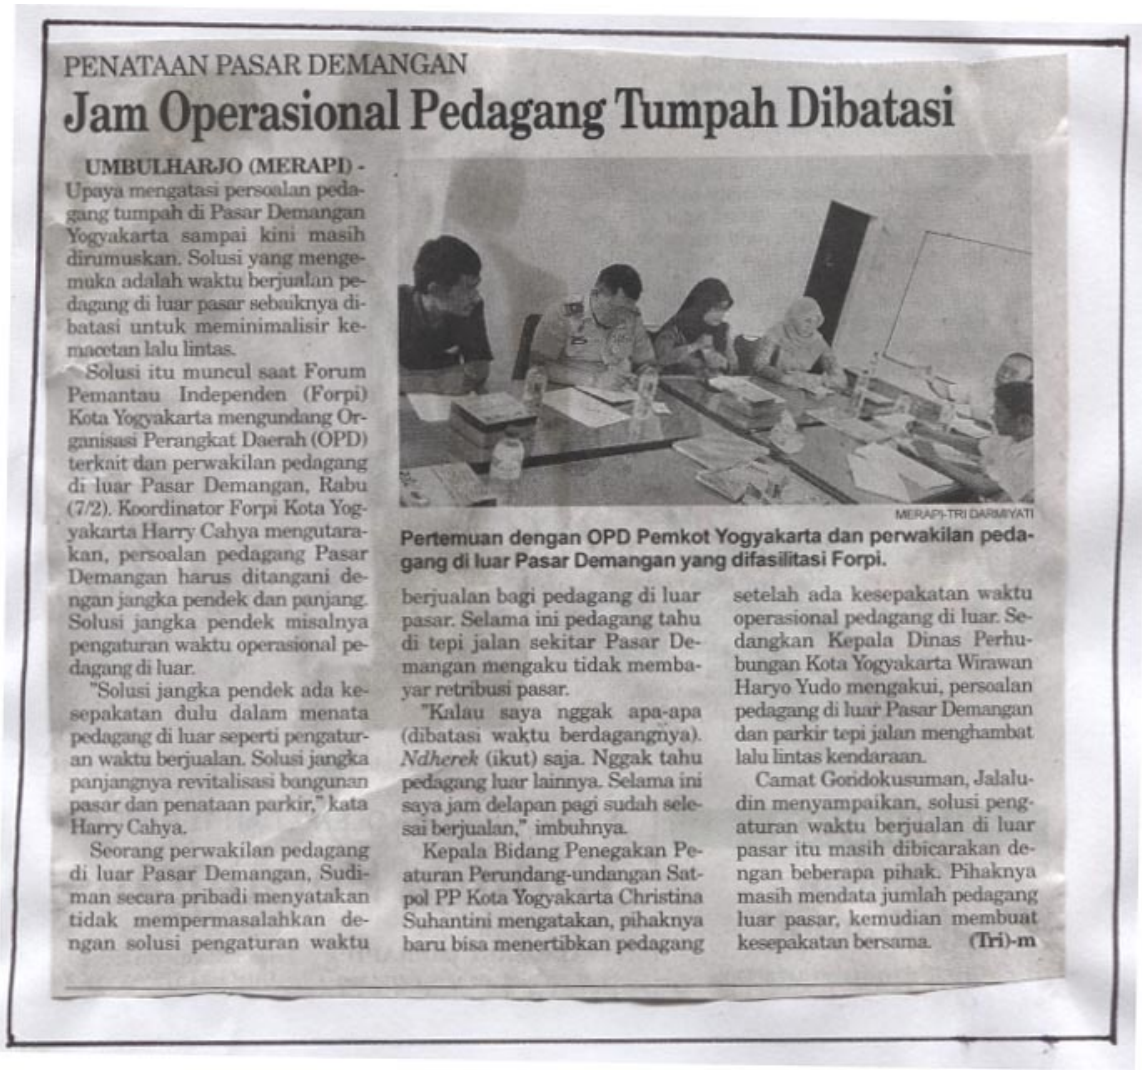 PENATAAN PASAR DEMANGAN
Jam Operasional Pedagang Tumpah Dibatasi
UMBULHARJO (MERAPI) -
Upaya mengatasi persoalan peda-
gang tumpah di Pasar Demangan
Yogyakarta sampai kini masih
dirumuskan. Solusi yang menge-
muka adalah waktu berjualan pe-
dagang di luar pasar sebaiknya di-
batasi untuk meminimalisir ke-
macetan lalu lintas.
Solusi itu muncul saat Forum
Pemantau Independen (Forpi)
Kota Yogyakarta mengundang Or-
ganisasi Perangkat Daerah (OPD)
terkait dan perwakilan pedagang
di luar Pasar Demangan, Rabu
(7/2). Koordinator Forpi Kota Yog-
yakarta Harry Cahya mengutara-
kan, persoalan pedagang Pasar
Demangan harus ditangani de-
ngan jangka pendek dan panjang.
Solusi jangka pendek misalnya
pengaturan waktu operasional pe-
dagang di luar.
"Solusi jangka pendek ada ke-
sepakatan dulu dalam menata
pedagang di luar seperti pengatur-
an waktu berjualan. Solusi jangka
panjangnya revitalisasi bangunan
pasar dan penataan parkir," kata
Harry Cahya.
Seorang perwakilan pedagang
di luar Pasar Demangan, Sudi-
man secara pribadi menyatakan
tidak mempermasalahkan de-
ngan solusi pengaturan waktu
MERAPI-TRI DARMIYATI
Pertemuan dengan OPD Pemkot Yogyakarta dan perwakilan peda-
gang di luar Pasar Demangan yang difasilitasi Forpi.
berjualan bagi pedagang di luar
pasar. Selama ini pedagang tahu
di tepi jalan sekitar Pasar De-
mangan mengaku tidak memba-
yar retribusi pasar.
"Kalau saya nggak apa-apa
(dibatasi waktu berdagangnya).
Ndherek (ikut) saja. Nggak tahu
pedagang luar lainnya. Selama ini
saya jam delapan pagi sudah sele-
sai berjualan," imbuhnya.
Kepala Bidang Penegakan Pe-
raturan Perundang-undangan Sat-
pol PP Kota Yogyakarta Christina
Suhantini mengatakan, pihaknya
baru bisa menertibkan pedagang
setelah ada kesepakatan waktu
operasional pedagang di luar. Se-
dangkan Kepala Dinas Perhu-
bungan Kota Yogyakarta Wirawan
Haryo Yudo mengakui, persoalan
pedagang di luar Pasar Demangan
dan parkir tepi jalan menghambat
lalu lintas kendaraan.
Camat Gondokusuman, Jalalu-
din menyampaikan, solusi peng-
aturan waktu berjualan di luar
pasar itu masih dibicarakan de-
ngan beberapa pihak. Pihaknya
masih mendata jumlah pedagang
luar pasar, kemudian membuat
kesepakatan bersama. (Tri)-m